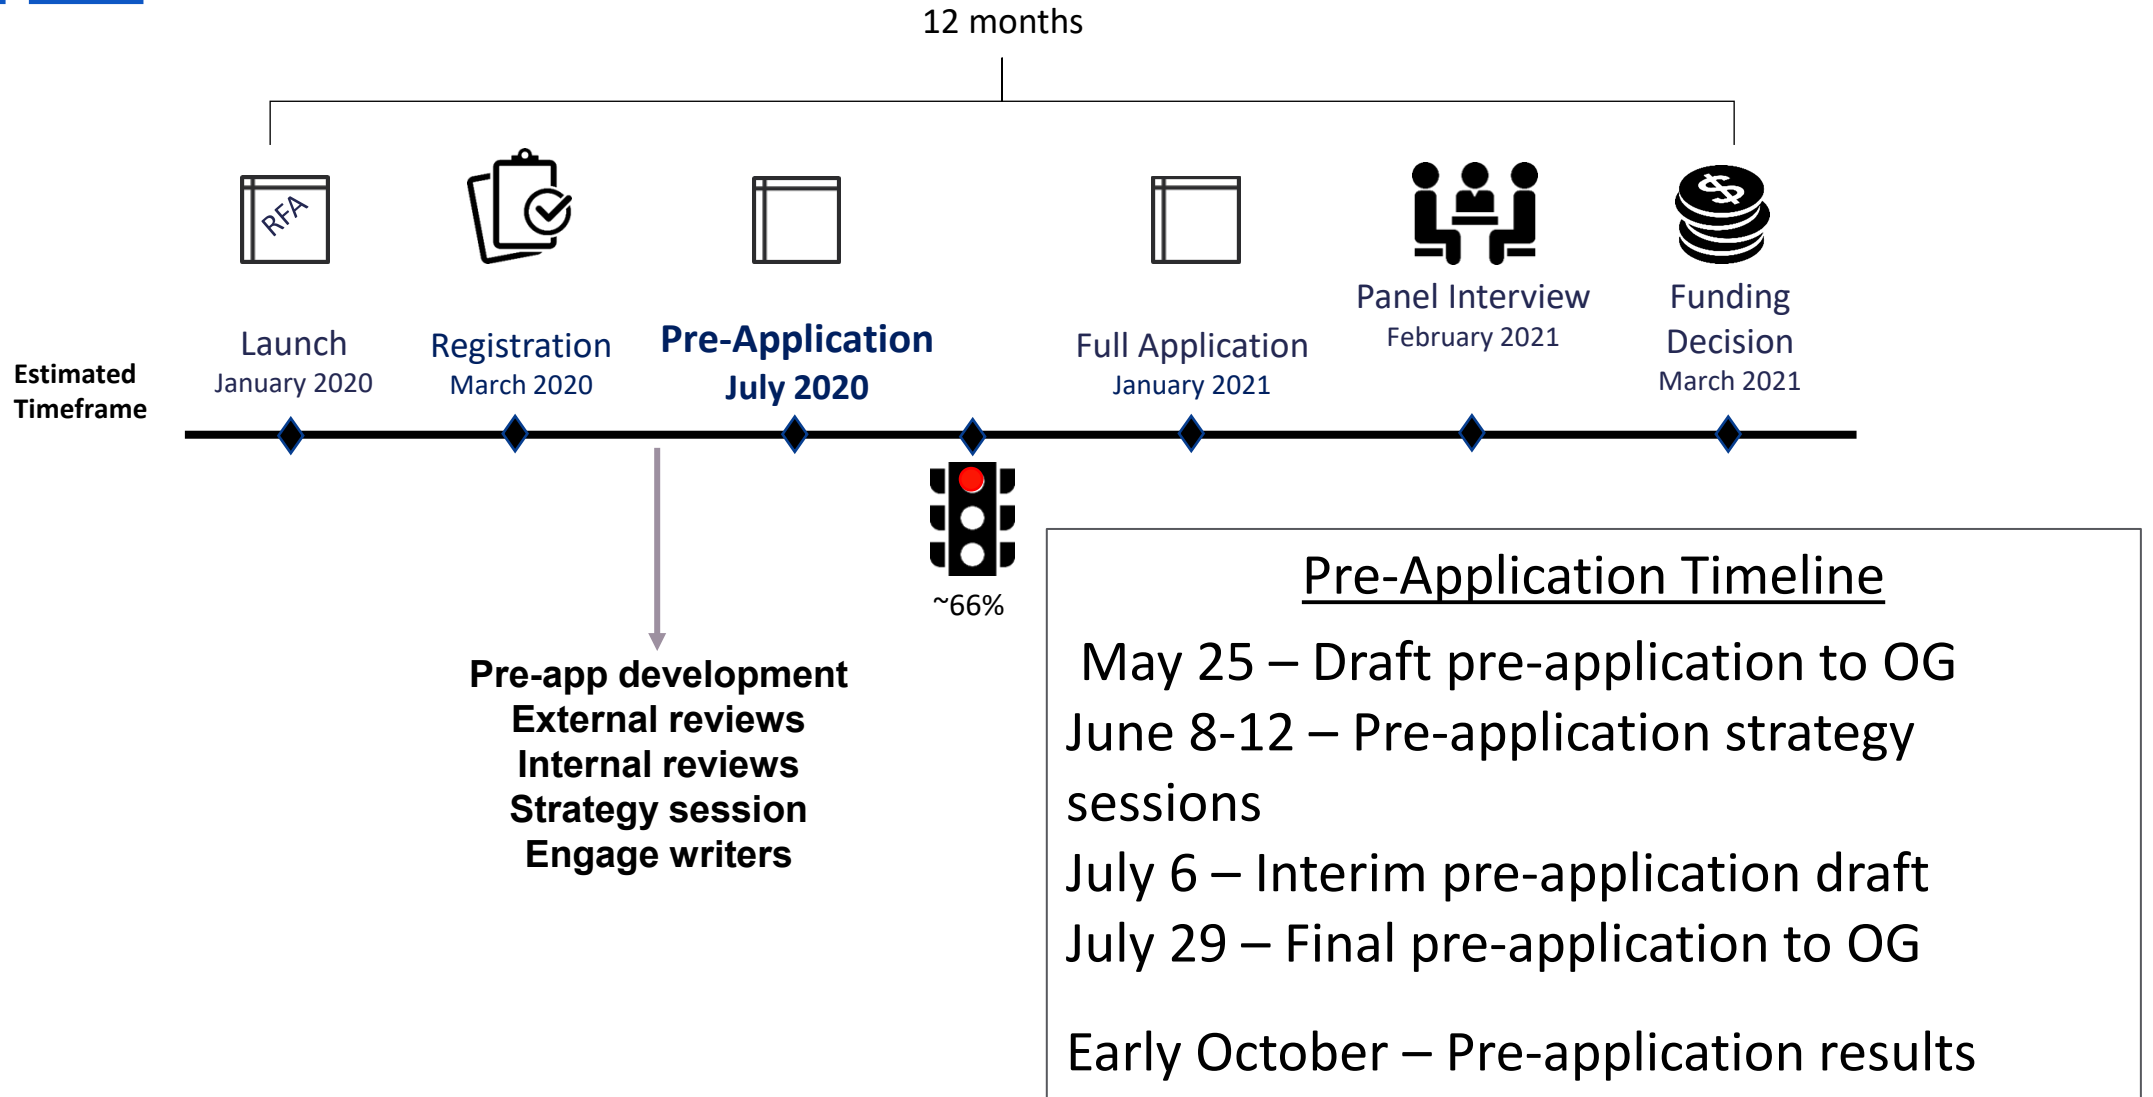 12 months
RFA
$
Launch
January 2020
Registration
March 2020
Pre-Application
July 2020
Full Application
January 2021
Panel Interview
February 2021
Funding
Decision
March 2021
Estimated
Timeframe
~66%
Pre-app development
External reviews
Internal reviews
Strategy session
Engage writers
Pre-Application Timeline
May 25 – Draft pre-application to OG
June 8-12 – Pre-application strategy
sessions
July 6 – Interim pre-application draft
July 29 – Final pre-application to OG
Early October – Pre-application results